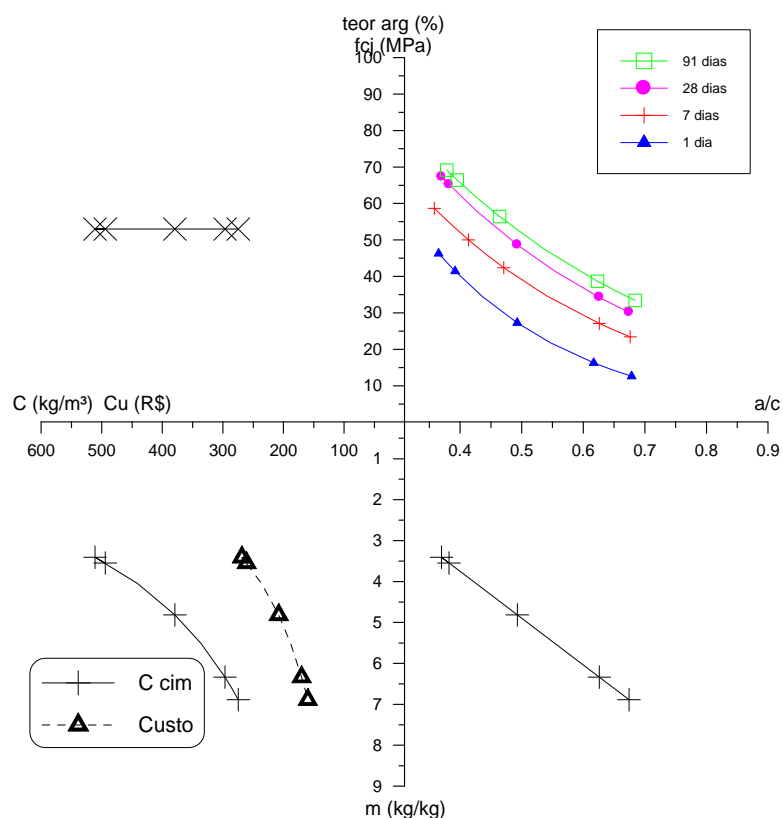 teor arg (%)
fci (MPa)
100
90
80
70
60
50
40
30
20
10
91 dias
28 dias
7 dias
1 dia
C (kg/m³) Cu (R$)
a/c
600 500 400 300 200 100
0.4 0.5 0.6 0.7 0.8 0.9
1
2
3
4
5
6
7
8
9
C cim
Custo
m (kg/kg)